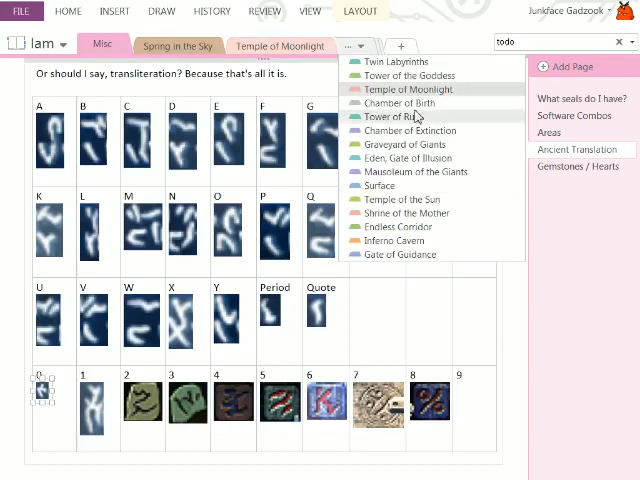 FILE HOME INSERT DRAW HISTORY REVIEW GADZOOK VIEW LAYOUT Junkface Gadzook
lam Misc Spring in the Sky Temple of Moonlight ... + todo
Or should I say, transliteration? Because that's all it is.
A B C D E F G
K L M N O P Q
U V W X Y Period Quote
0 1 2 3 4 5 6 7 8 9
Twin Labyrinths
Tower of the Goddess
Temple of Moonlight
Chamber of Birth
Tower of Ru
Chamber of Extinction
Graveyard of Giants
Eden, Gate of Illusion
Mausoleum of the Giants
Surface
Temple of the Sun
Shrine of the Mother
Endless Corridor
Inferno Cavern
Gate of Guidance
Add Page
What seals do I have?
Software Combos
Areas
Ancient Translation
Gemstones / Hearts